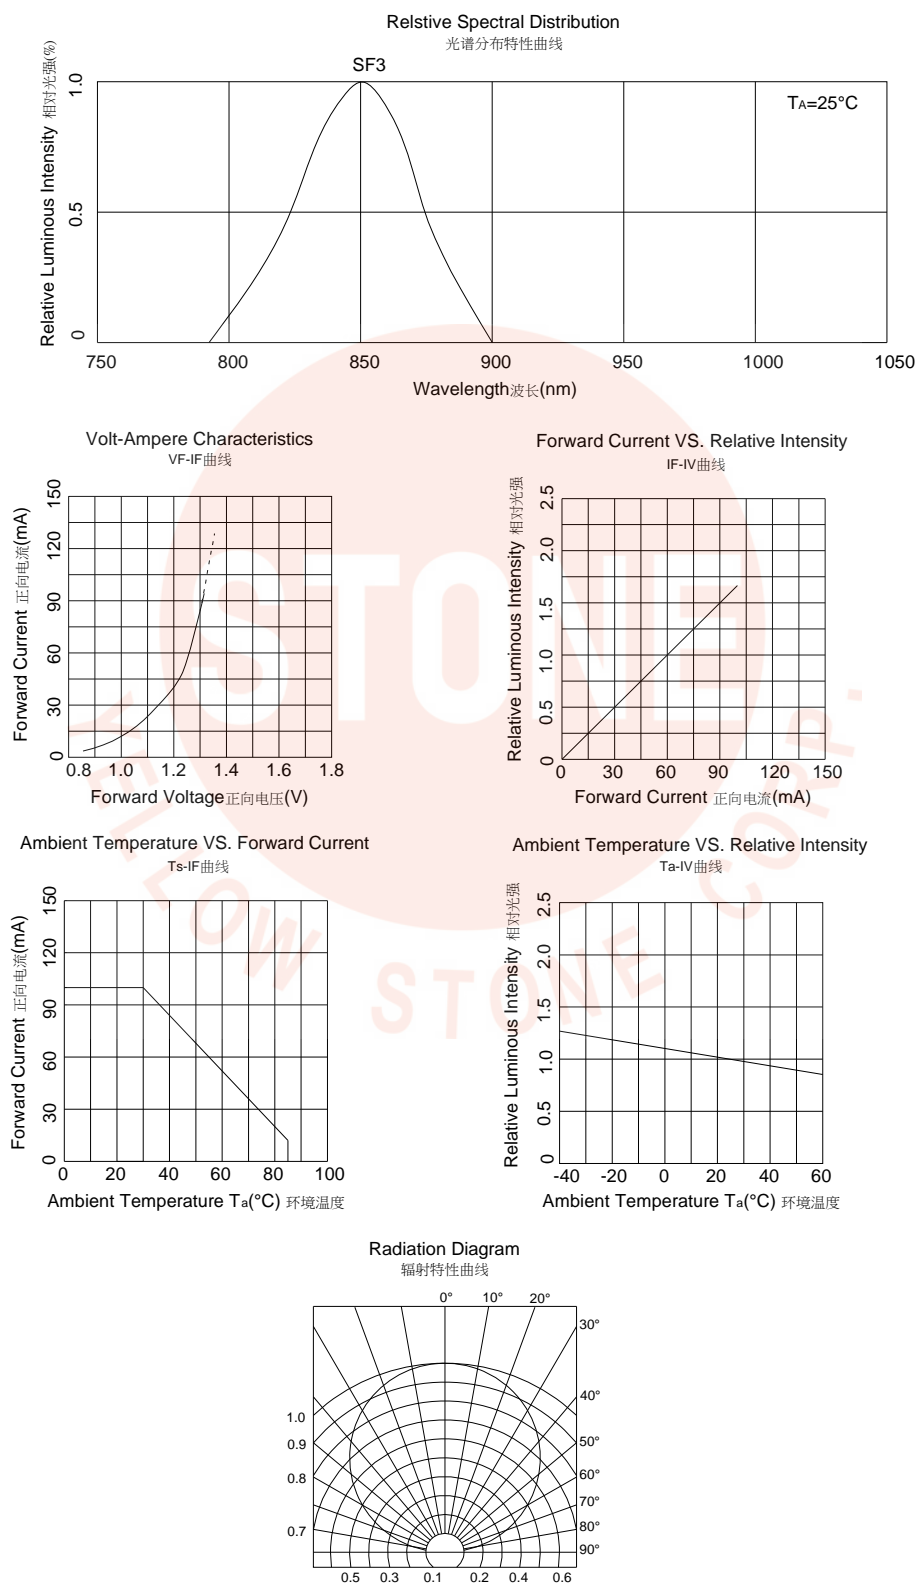 Relstive Spectral Distribution
光谱分布特性曲线
SF3
TA=25°C
Relative Luminous Intensity 相对光强(%)
1.0
0.5
0
750 800 850 900 950 1000 1050
Wavelength波长(nm)
Volt-Ampere Characteristics
VF-IF曲线
Forward Current 正向电流(mA)
150
120
90
60
30
0
0.8 1.0 1.2 1.4 1.6 1.8
Forward Voltage正向电压(V)
Forward Current VS. Relative Intensity
IF-IV曲线
Relative Luminous Intensity 相对光强
2.5
2.0
1.5
1.0
0.5
0
0 30 60 90 120 150
Forward Current 正向电流(mA)
Ambient Temperature VS. Forward Current
Ts-IF曲线
Forward Current 正向电流(mA)
150
120
90
60
30
0
0 20 40 60 80 100
Ambient Temperature Ta(°C) 环境温度
Ambient Temperature VS. Relative Intensity
Ta-IV曲线
Relative Luminous Intensity 相对光强
2.5
2.0
1.5
1.0
0.5
0
-40 -20 0 20 40 60
Ambient Temperature Ta(°C) 环境温度
Radiation Diagram
辐射特性曲线
0° 10° 20°
30°
40°
50°
60°
70°
80°
90°
1.0
0.9
0.8
0.7
0.5 0.3 0.1 0.2 0.4 0.6
STONE
YELLOW STONE CORP.